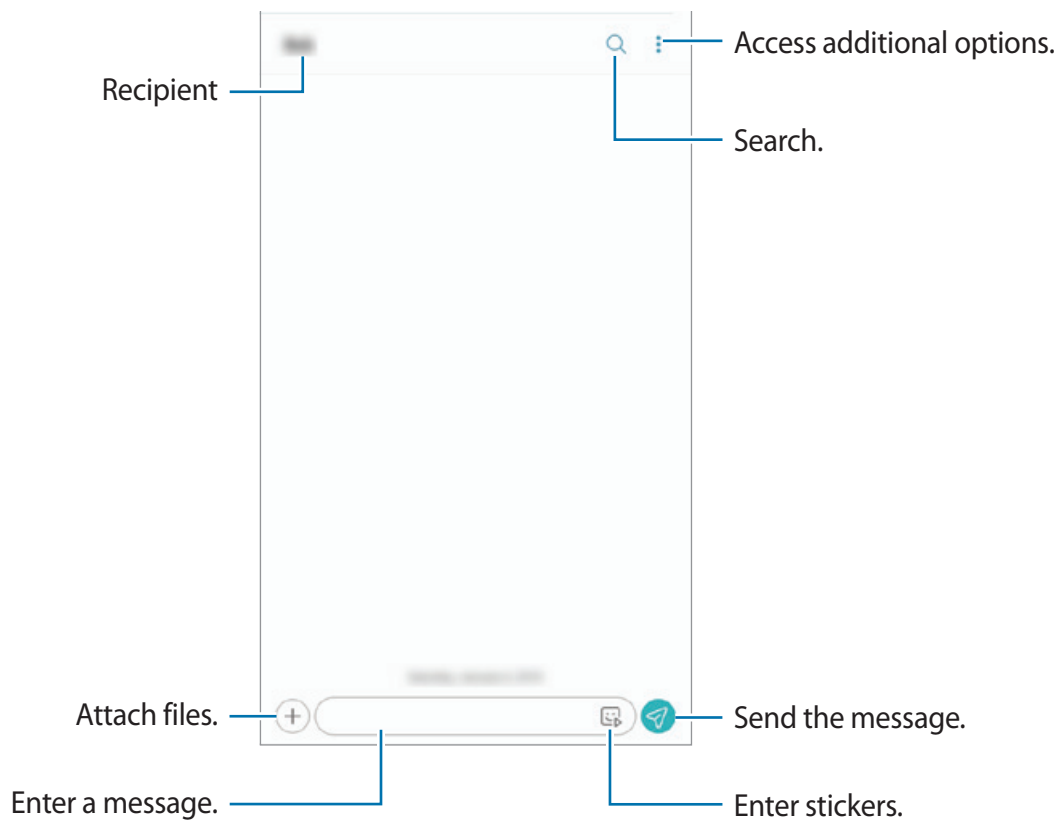 Access additional options.
Recipient
Search.
Attach files.
Send the message.
Enter a message.
Enter stickers.